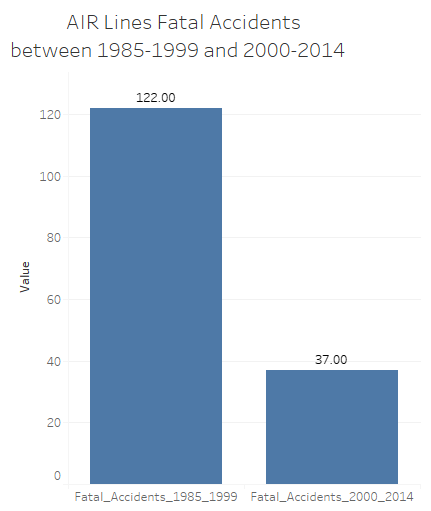 AIR Lines Fatal Accidents
between 1985-1999 and 2000-2014
122.00
120
100
80
Value
60
37.00
40
20
0
Fatal_Accidents_1985_1999 Fatal_Accidents_2000_2014